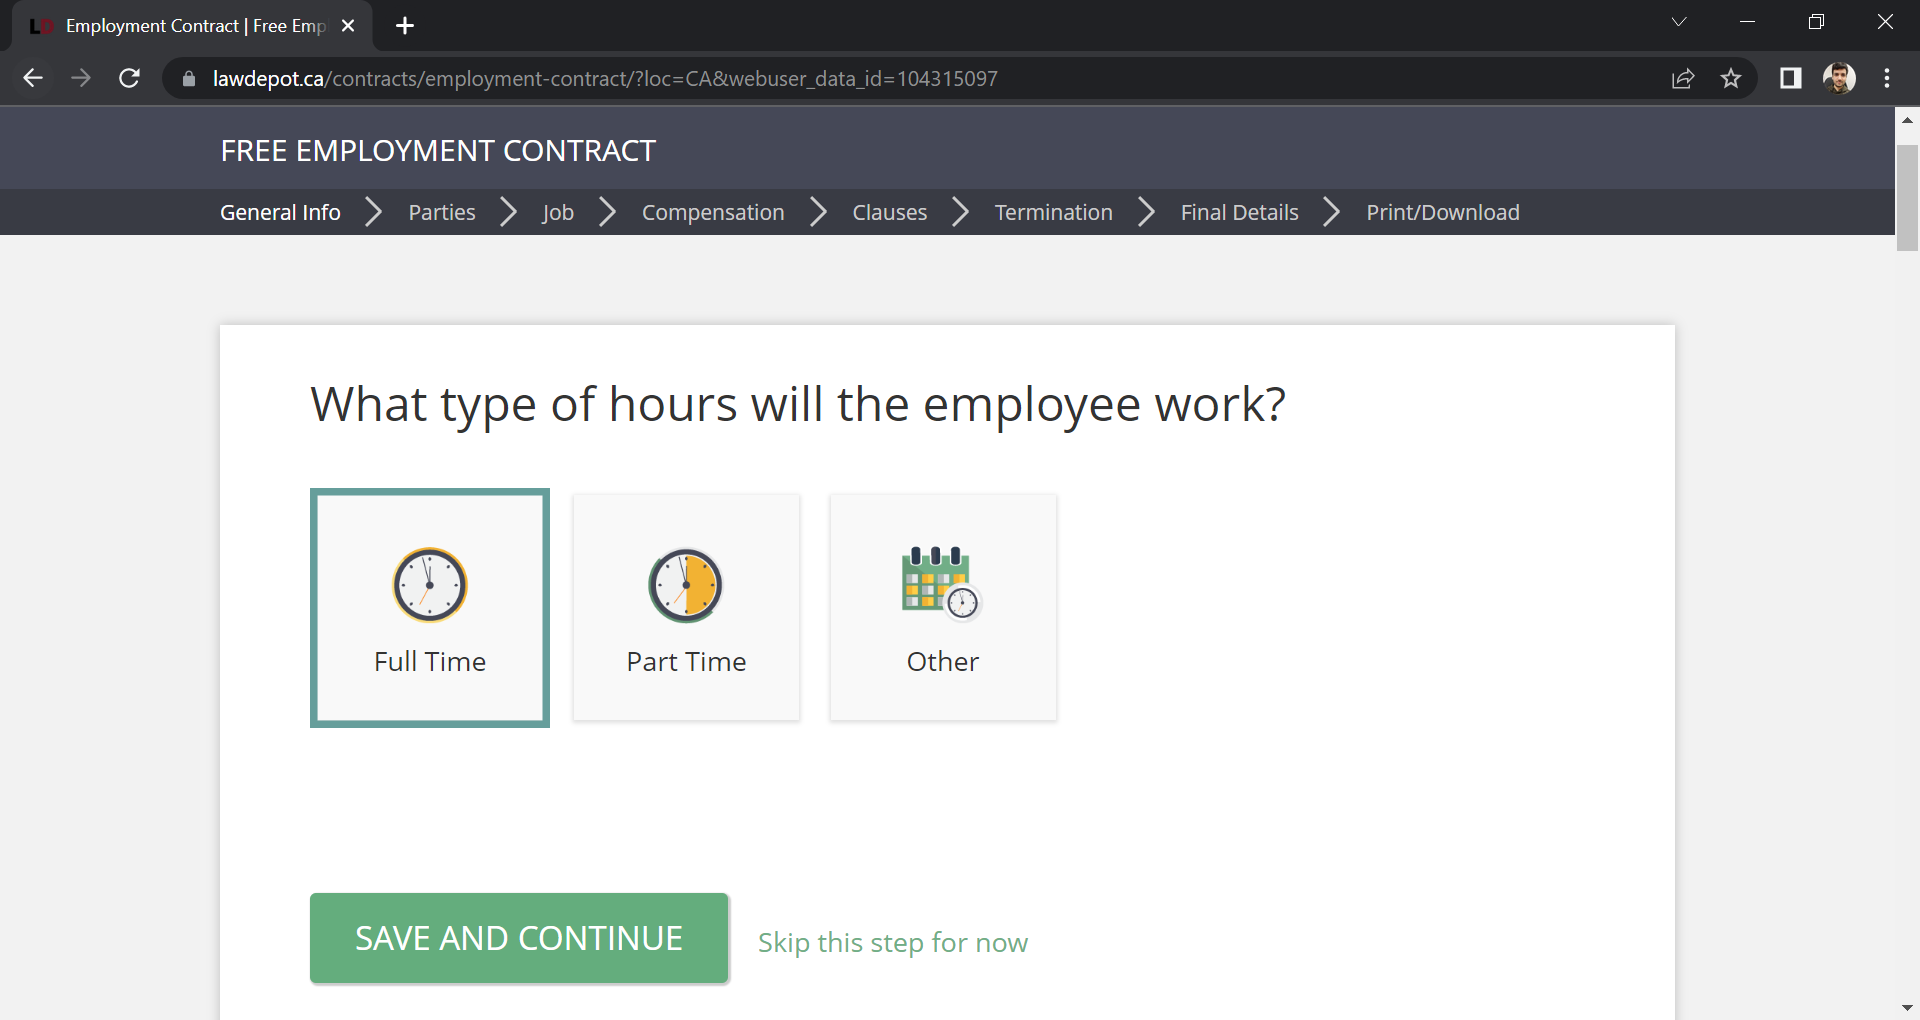 LD Employment Contract | Free Emp
lawdepot.ca/contracts/employment-contract/?loc=CA&webuser_data_id=104315097
FREE EMPLOYMENT CONTRACT
General Info Parties Job Compensation Clauses Termination Final Details Print/Download
What type of hours will the employee work?
Full Time Part Time Other
SAVE AND CONTINUE Skip this step for now